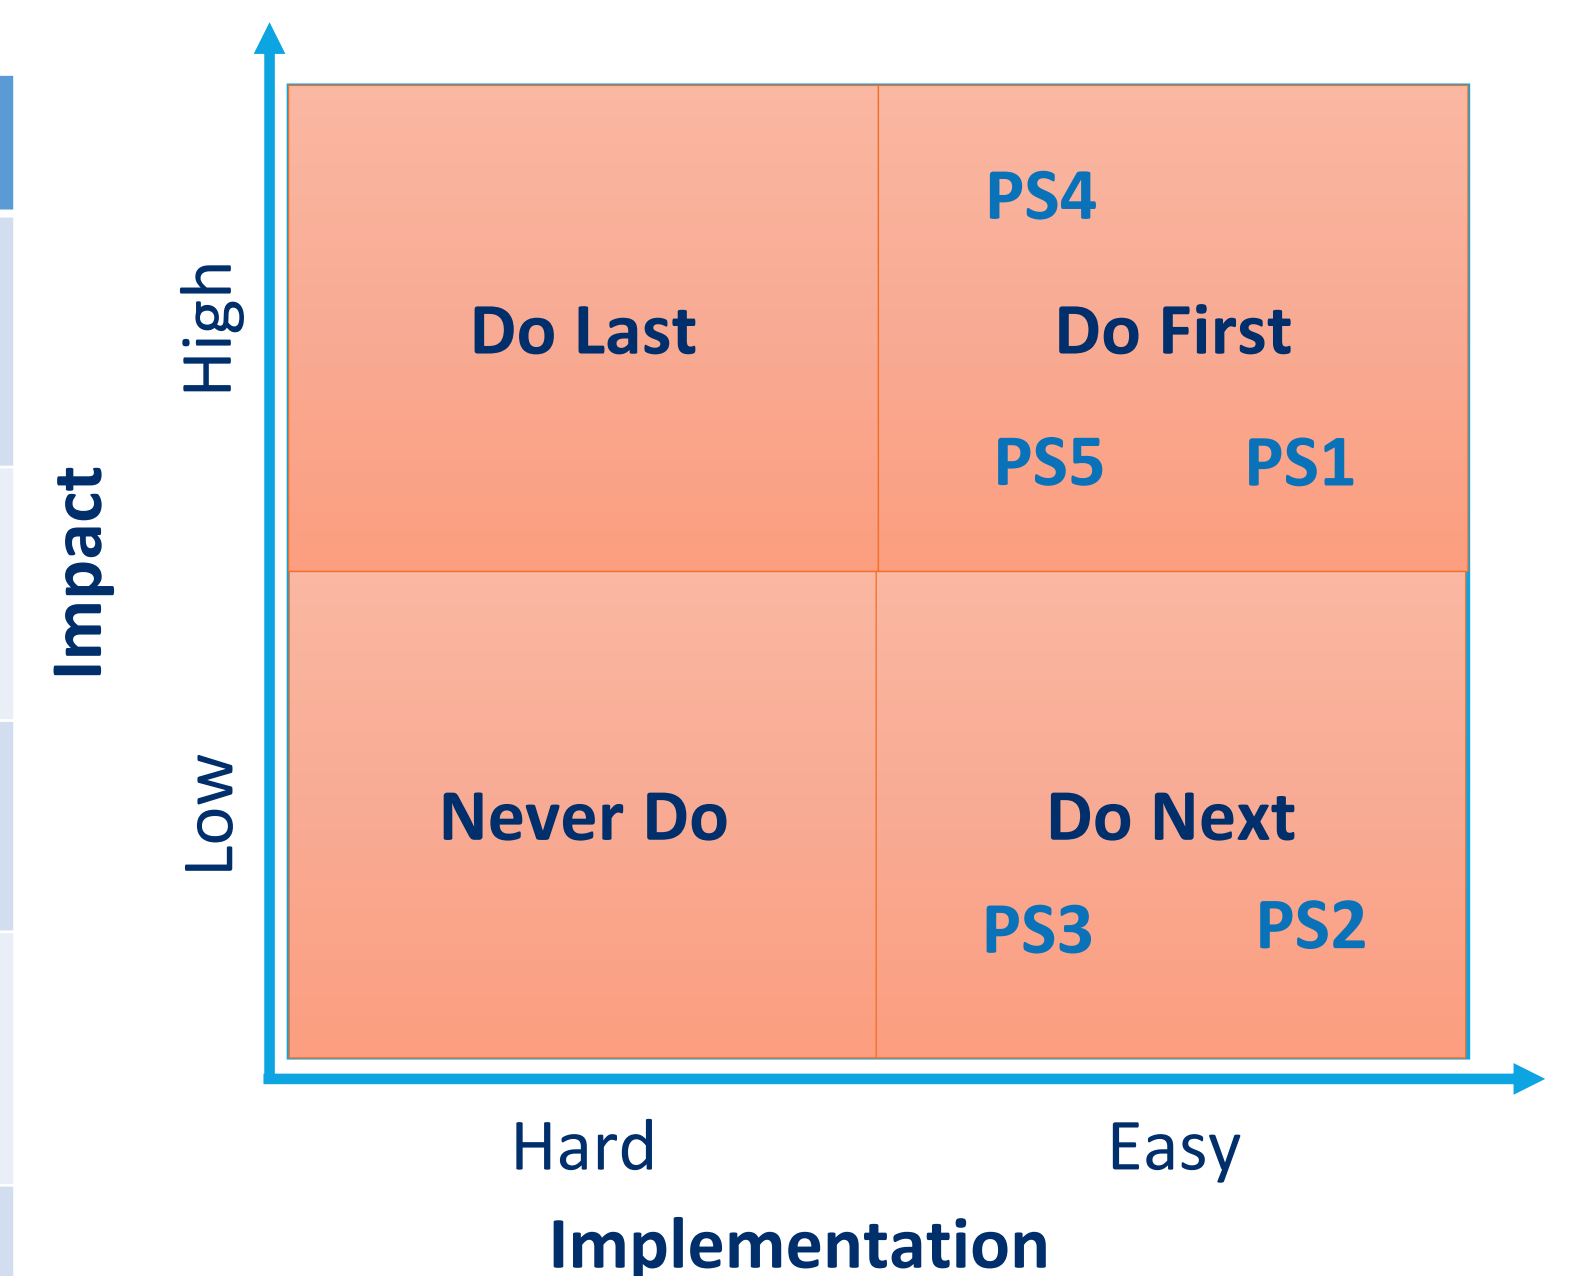 PS4
High
Do Last
Do First
PS5
PS1
Impact
Low
Never Do
Do Next
PS3
PS2
Hard
Easy
Implementation